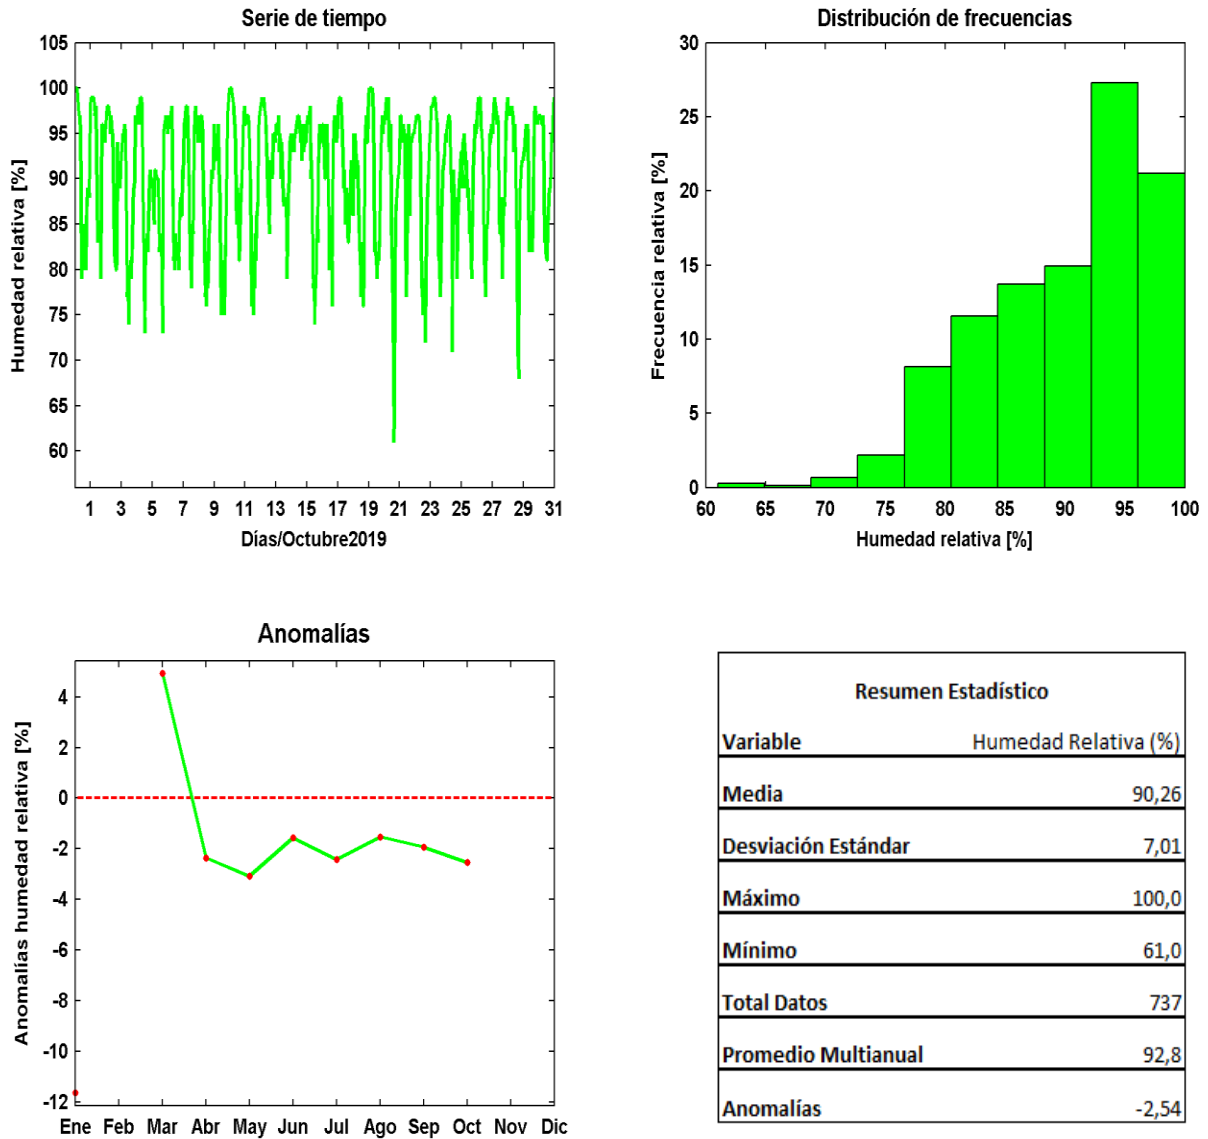 Serie de tiempo
Humedad relativa [%]
105
100
95
90
85
80
75
70
65
60
1 3 5 7 9 11 13 15 17 19 21 23 25 27 29 31
Días/Octubre2019
Distribución de frecuencias
Frecuencia relativa [%]
30
25
20
15
10
5
0
60 65 70 75 80 85 90 95 100
Humedad relativa [%]
Anomalías
Anomalías humedad relativa [%]
4
2
0
-2
-4
-6
-8
-10
-12
Ene Feb Mar Abr May Jun Jul Ago Sep Oct Nov Dic
Resumen Estadístico
Variable Humedad Relativa (%)
Media 90,26
Desviación Estándar 7,01
Máximo 100,0
Mínimo 61,0
Total Datos 737
Promedio Multianual 92,8
Anomalías -2,54